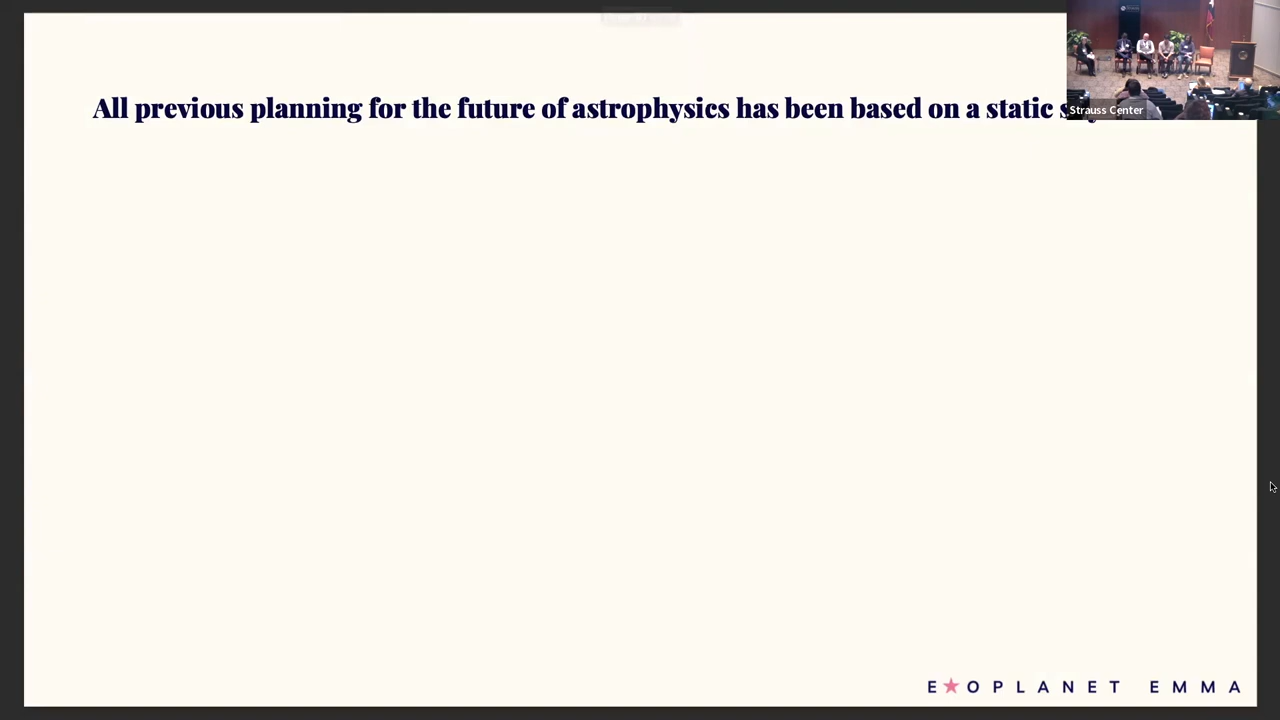 All previous planning for the future of astrophysics has been based on a static
Strauss Center
E★OPLANET EMMA